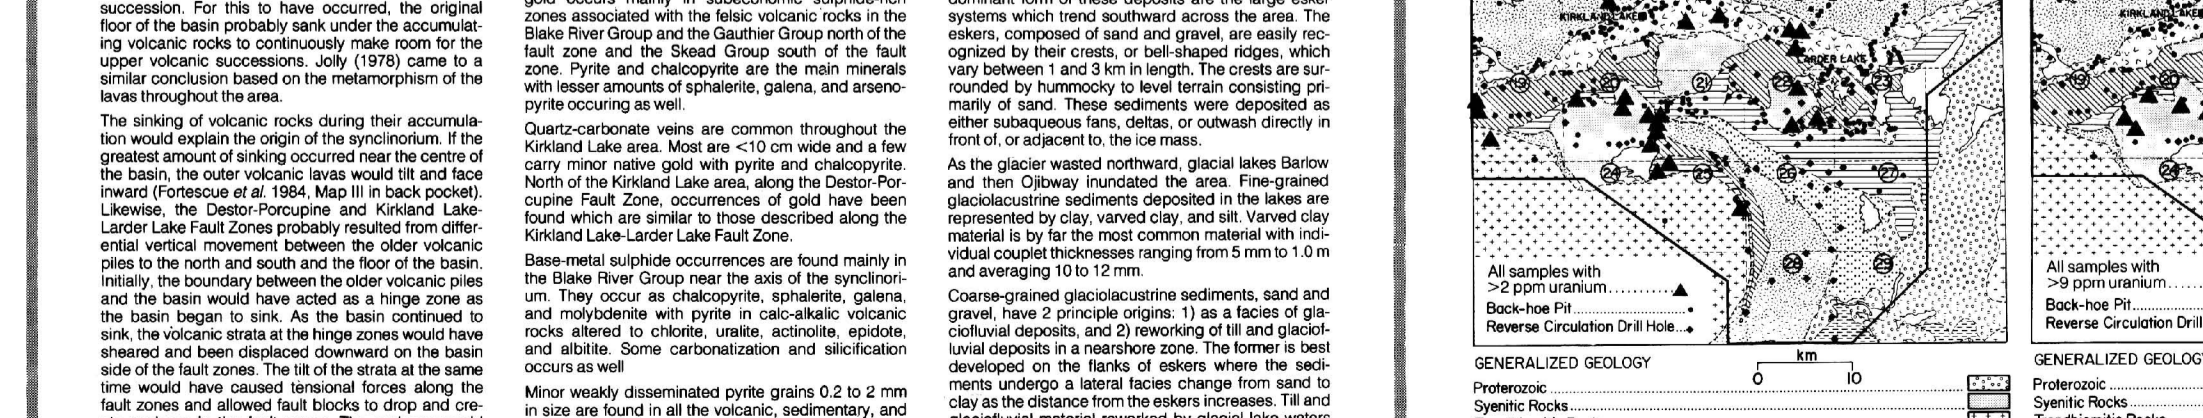 succession. For this to have occurred, the original
floor of the basin probably sank under the accumulat-
ing volcanic rocks to continuously make room for the
upper volcanic successions. Jolly (1978) came to a
similar conclusion based on the metamorphism of the
lavas throughout the area.
The sinking of volcanic rocks during their accumula-
tion would explain the origin of the synclinorium. If the
greatest amount of sinking occurred near the centre of
the basin, the outer volcanic lavas would tilt and face
inward (Fortescue et al. 1984, Map III in back pocket).
Likewise, the Destor-Porcupine and Kirkland Lake-
Larder Lake Fault Zones probably resulted from differ-
ential vertical movement between the older volcanic
piles to the north and south and the floor of the basin.
Initially, the boundary between the older volcanic piles
and the basin would have acted as a hinge zone as
the basin began to sink. As the basin continued to
sink, the volcanic strata at the hinge zones would have
sheared and been displaced downward on the basin
side of the fault zones. The tilt of the strata at the same
time would have caused tensional forces along the
fault zones and allowed fault blocks to drop and cre-
gold occurs mainly in subeconomic sulphide-rich
zones associated with the felsic volcanic rocks in the
Blake River Group and the Gauthier Group north of the
fault zone and the Skead Group south of the fault
zone. Pyrite and chalcopyrite are the main minerals
with lesser amounts of sphalerite, galena, and arseno-
pyrite occuring as well.
Quartz-carbonate veins are common throughout the
Kirkland Lake area. Most are <10 cm wide and a few
carry minor native gold with pyrite and chalcopyrite.
North of the Kirkland Lake area, along the Destor-Por-
cupine Fault Zone, occurrences of gold have been
found which are similar to those described along the
Kirkland Lake-Larder Lake Fault Zone.
Base-metal sulphide occurrences are found mainly in
the Blake River Group near the axis of the synclinori-
um. They occur as chalcopyrite, sphalerite, galena,
and molybdenite with pyrite in calc-alkalic volcanic
rocks altered to chlorite, uralite, actinolite, epidote,
and albitite. Some carbonatization and silicification
occurs as well
Minor weakly disseminated pyrite grains 0.2 to 2 mm
in size are found in all the volcanic, sedimentary, and
dominant form of these deposits are the large esker
systems which trend southward across the area. The
eskers, composed of sand and gravel, are easily rec-
ognized by their crests, or bell-shaped ridges, which
vary between 1 and 3 km in length. The crests are sur-
rounded by hummocky to level terrain consisting pri-
marily of sand. These sediments were deposited as
either subaqueous fans, deltas, or outwash directly in
front of, or adjacent to, the ice mass.
As the glacier wasted northward, glacial lakes Barlow
and then Ojibway inundated the area. Fine-grained
glaciolacustrine sediments deposited in the lakes are
represented by clay, varved clay, and silt. Varved clay
material is by far the most common material with indi-
vidual couplet thicknesses ranging from 5 mm to 1.0 m
and averaging 10 to 12 mm.
Coarse-grained glaciolacustrine sediments, sand and
gravel, have 2 principle origins: 1) as a facies of gla-
ciofluvial deposits, and 2) reworking of till and glaciof-
luvial deposits in a nearshore zone. The former is best
developed on the flanks of eskers where the sedi-
ments undergo a lateral facies change from sand to
clay as the distance from the eskers increases. Till and
glaciofluvial material reworked by glacial lake waters
KIRKLAND LAKE
LARDER LAKE
19 20 21 22 23
24 25 26 27
28 29
All samples with
>2 ppm uranium
Back-hoe Pit
Reverse Circulation Drill Hole
GENERALIZED GEOLOGY
km
0 10
Proterozoic
Syenitic Rocks
KIRKLAND LAKE
19 20
24
All samples with
>9 ppm uranium
Back-hoe Pit
Reverse Circulation Drill
GENERALIZED GEOLOGY
Proterozoic
Syenitic Rocks